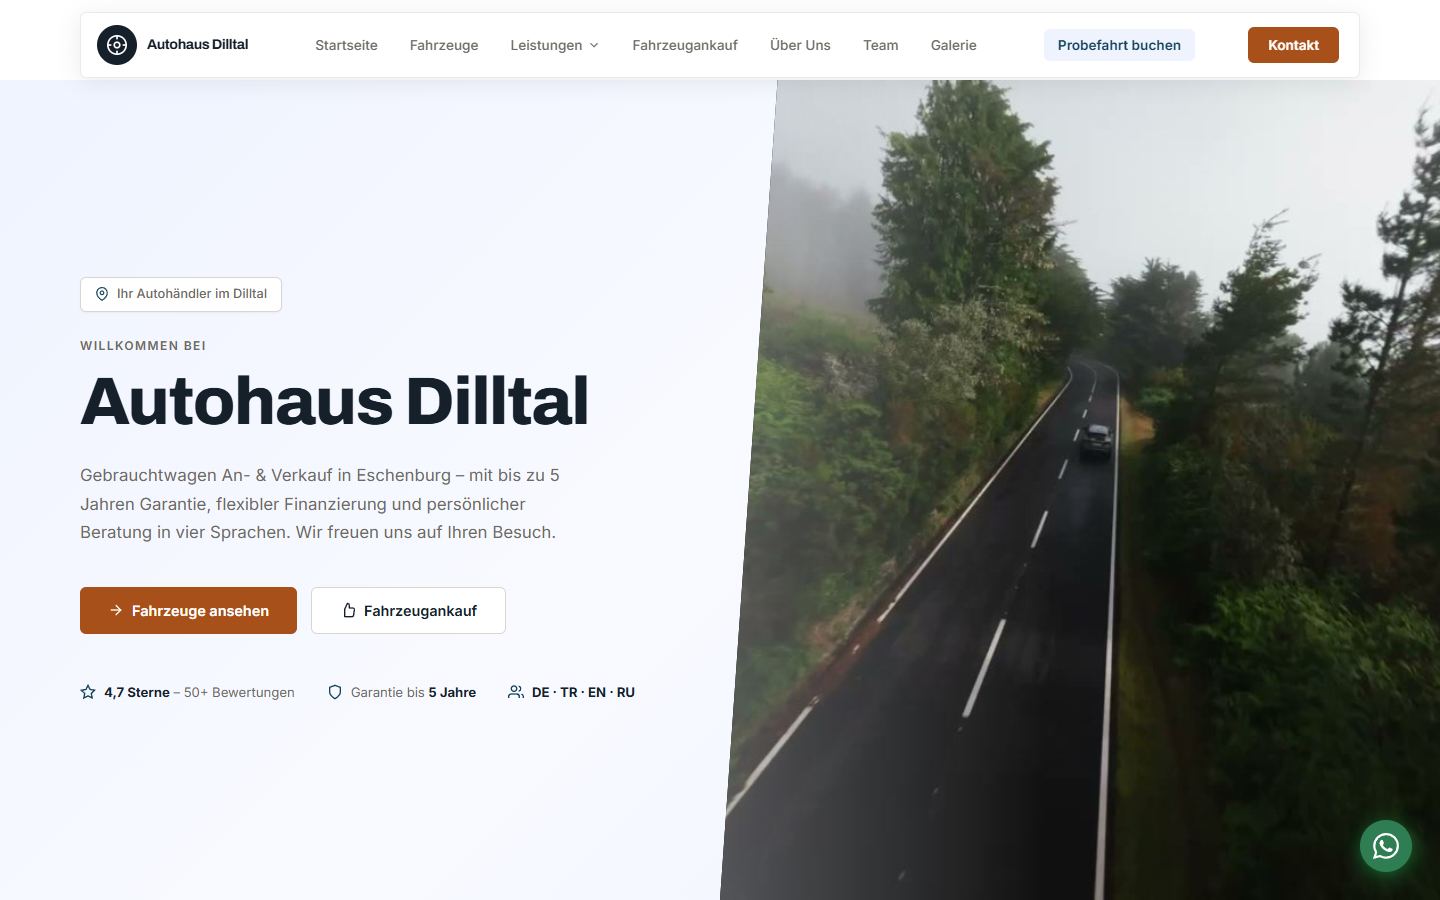 Autohaus Dilltal
Startseite
Fahrzeuge
Leistungen
Fahrzeugankauf
Über Uns
Team
Galerie
Probefahrt buchen
Kontakt
Ihr Autohändler im Dilltal
WILLKOMMEN BEI
Autohaus Dilltal
Gebrauchtwagen An- & Verkauf in Eschenburg – mit bis zu 5
Jahren Garantie, flexibler Finanzierung und persönlicher
Beratung in vier Sprachen. Wir freuen uns auf Ihren Besuch.
Fahrzeuge ansehen
Fahrzeugankauf
4,7 Sterne – 50+ Bewertungen
Garantie bis 5 Jahre
DE · TR · EN · RU